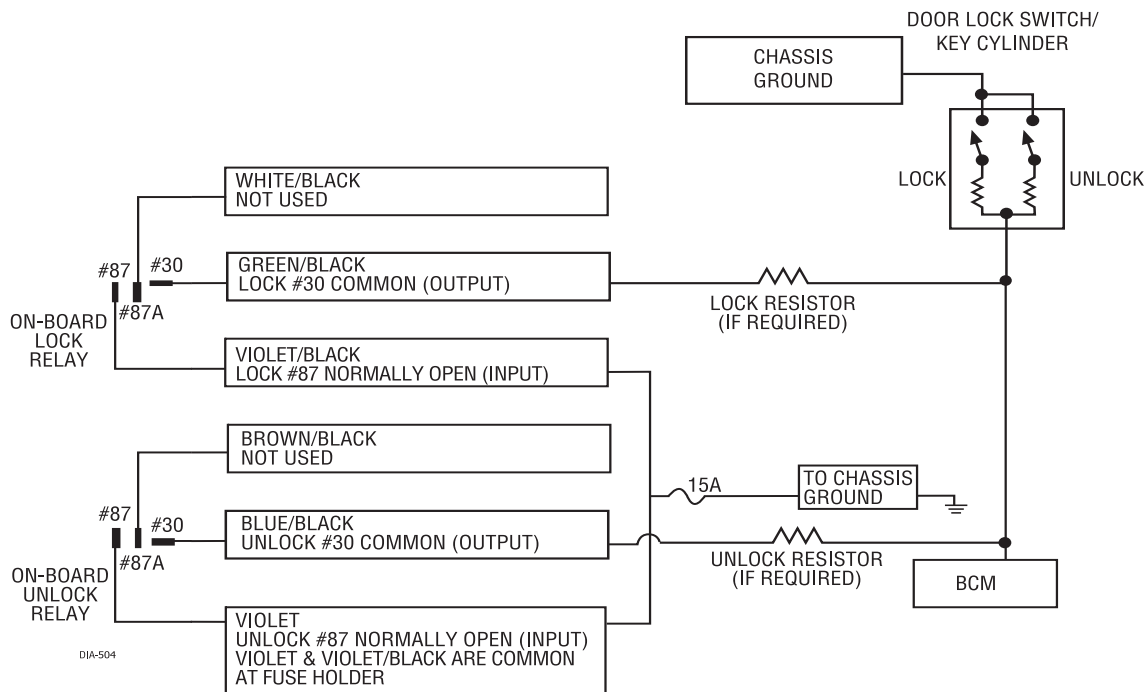 DOOR LOCK SWITCH/
KEY CYLINDER
CHASSIS
GROUND
LOCK
UNLOCK
WHITE/BLACK
NOT USED
#87
#30
#87A
GREEN/BLACK
LOCK #30 COMMON (OUTPUT)
LOCK RESISTOR
(IF REQUIRED)
ON-BOARD
LOCK
RELAY
VIOLET/BLACK
LOCK #87 NORMALLY OPEN (INPUT)
BROWN/BLACK
NOT USED
15A
TO CHASSIS
GROUND
#87
#30
#87A
BLUE/BLACK
UNLOCK #30 COMMON (OUTPUT)
UNLOCK RESISTOR
(IF REQUIRED)
BCM
ON-BOARD
UNLOCK
RELAY
VIOLET
UNLOCK #87 NORMALLY OPEN (INPUT)
VIOLET & VIOLET/BLACK ARE COMMON
AT FUSE HOLDER
DIA-504